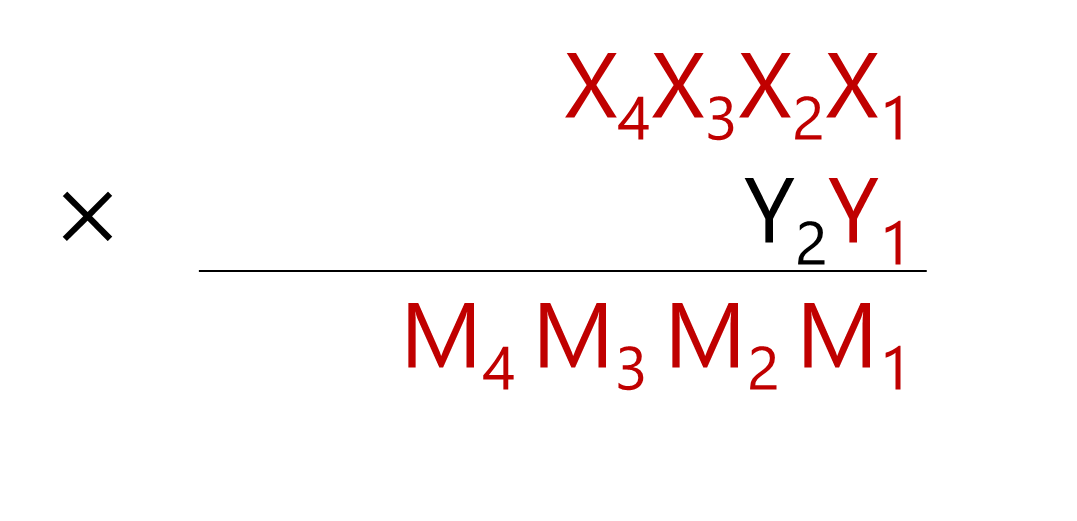 X₄X₃X₂X₁
× Y₂Y₁
M₄ M₃ M₂ M₁